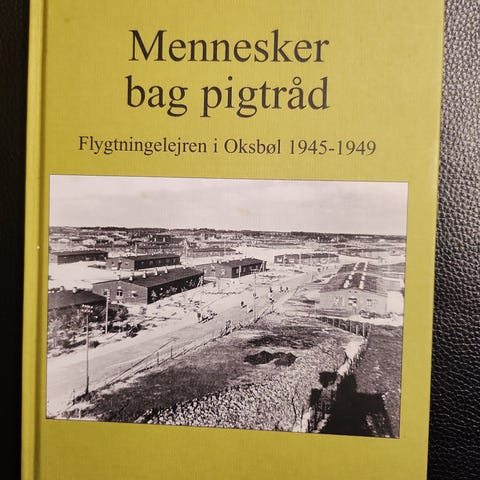 Mennesker
bag pigtråd
Flygtningelejren i Oksbøl 1945-1949